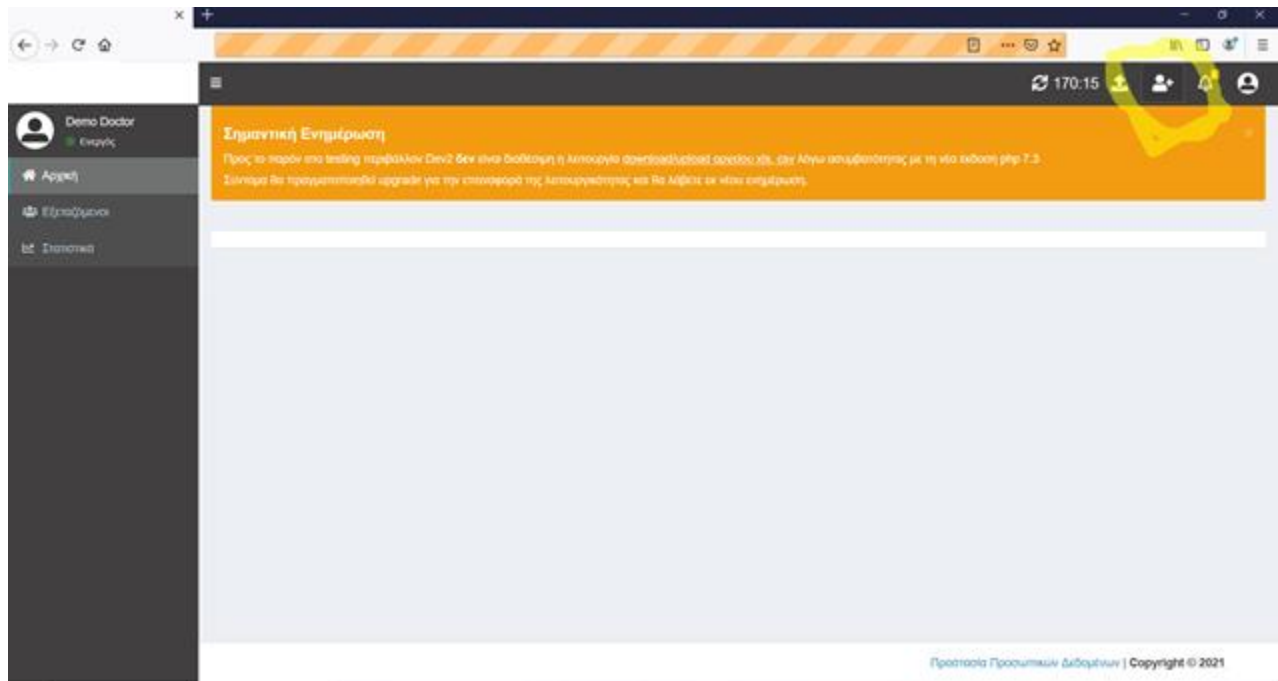 170:15
Demo Doctor
Ενεργός
Αρχική
Εξεταζόμενοι
Στατιστικά
Σημαντική Ενημέρωση
Προς το παρόν στο testing περιβάλλον Dev2 δεν είναι διαθέσιμη η λειτουργία download/upload αρχείου xls, csv λόγω ασυμβατότητας με τη νέα έκδοση php 7.3.
Σύντομα θα πραγματοποιηθεί upgrade για την επαναφορά της λειτουργικότητας και θα λάβετε εκ νέου ενημέρωση.
Προστασία Προσωπικών Δεδομένων | Copyright © 2021